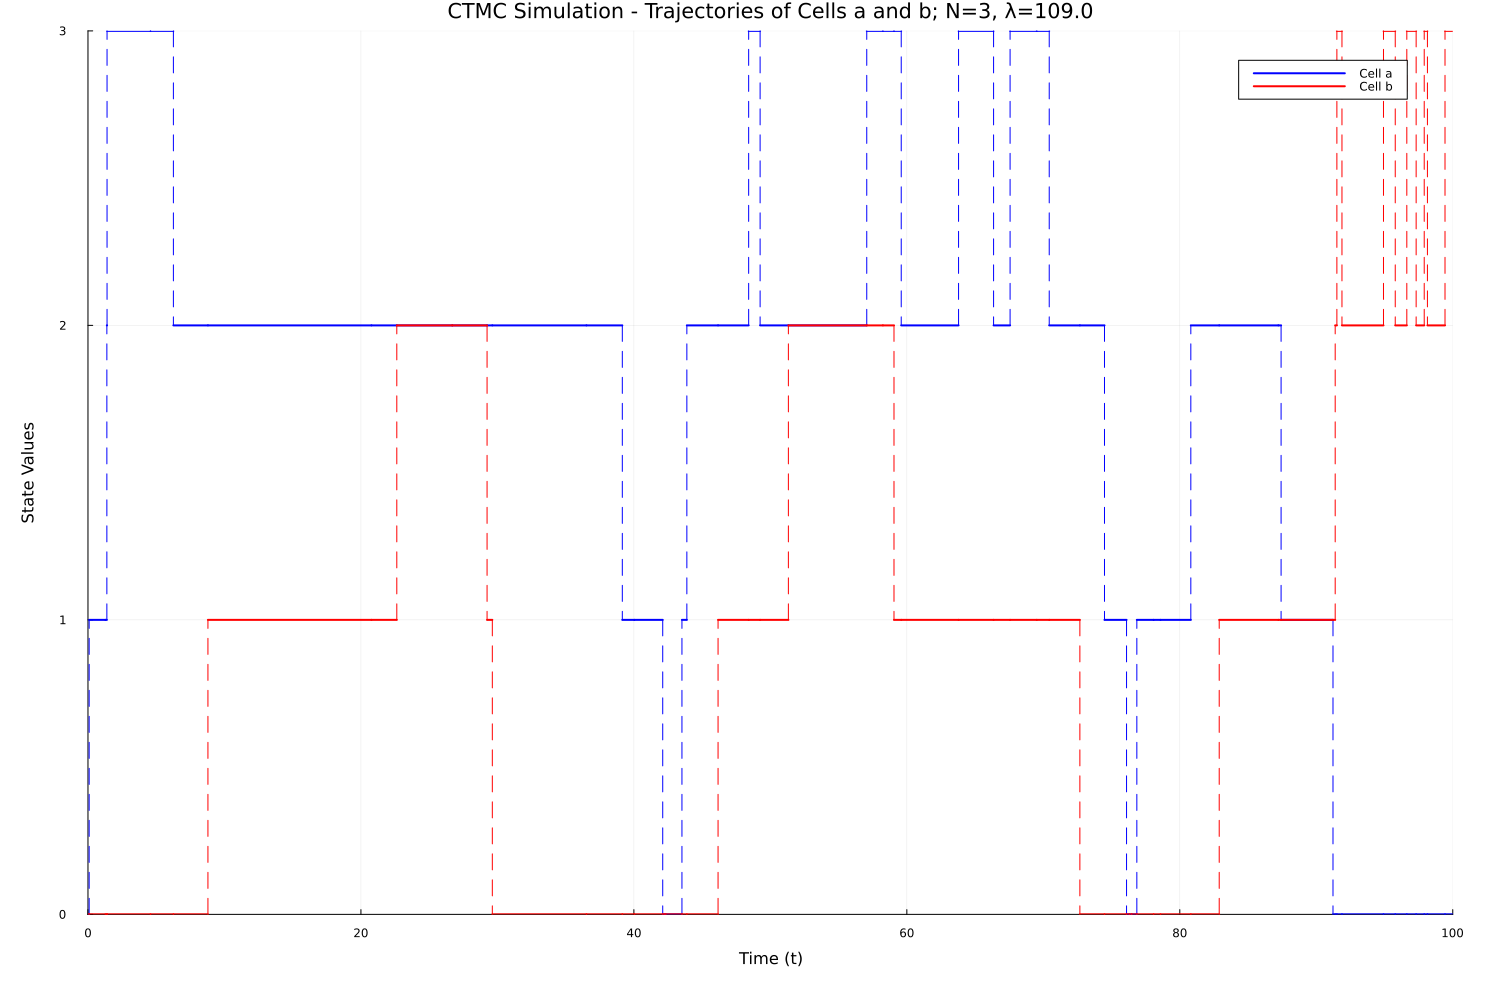 CTMC Simulation - Trajectories of Cells a and b; N=3, λ=109.0
3
Cell a
Cell b
2
State Values
1
0
0 20 40 60 80 100
Time (t)